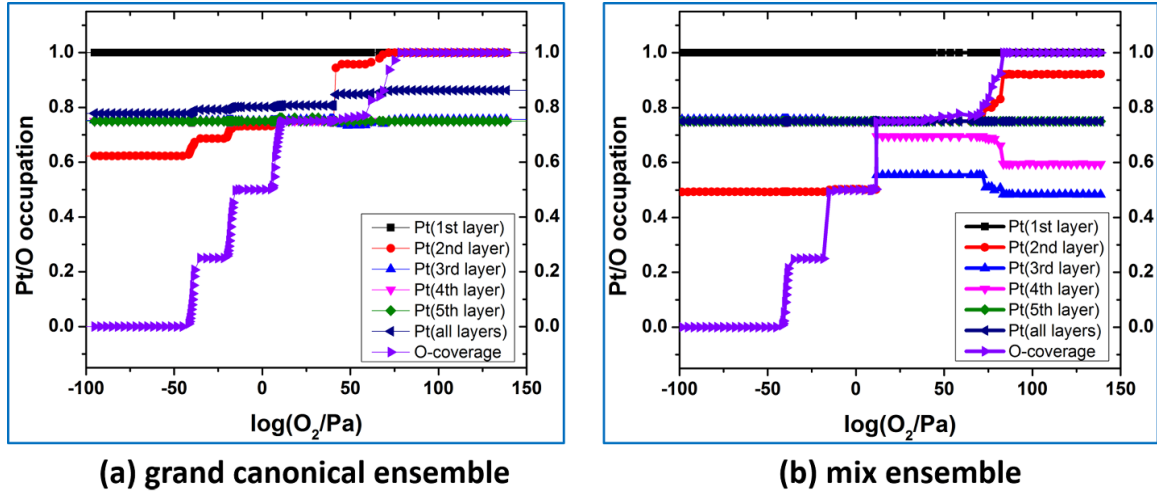 1.0
0.8
0.6
0.4
0.2
0.0
Pt/O occupation
-100
-50
0
50
100
150
log(O₂/Pa)
1.0
0.8
0.6
0.4
0.2
0.0
Pt(1st layer)
Pt(2nd layer)
Pt(3rd layer)
Pt(4th layer)
Pt(5th layer)
Pt(all layers)
O-coverage
(a) grand canonical ensemble
1.0
0.8
0.6
0.4
0.2
0.0
Pt/O occupation
-100
-50
0
50
100
150
log(O₂/Pa)
1.0
0.8
0.6
0.4
0.2
0.0
Pt(1st layer)
Pt(2nd layer)
Pt(3rd layer)
Pt(4th layer)
Pt(5th layer)
Pt(all layers)
O-coverage
(b) mix ensemble